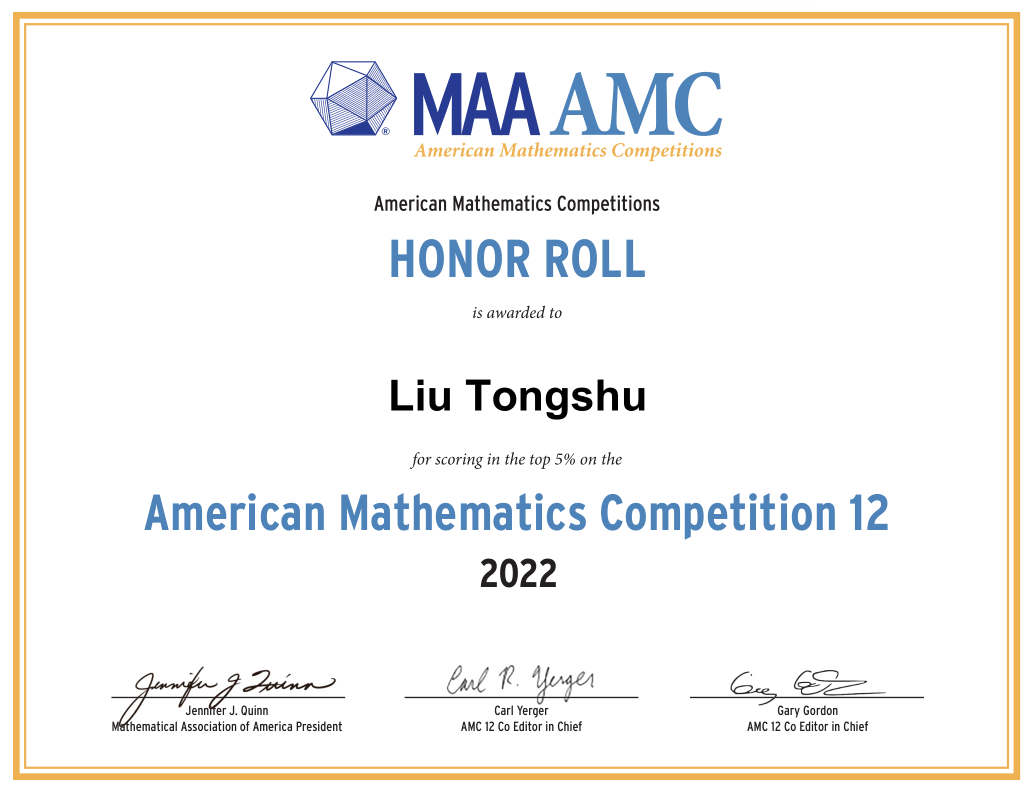 MAA AMC
®
American Mathematics Competitions
American Mathematics Competitions
HONOR ROLL
is awarded to
Liu Tongshu
for scoring in the top 5% on the
American Mathematics Competition 12
2022
Jennifer J Quinn
Carl R. Yerger
Jennifer J. Quinn
Mathematical Association of America President
Carl Yerger
AMC 12 Co Editor in Chief
Gary Gordon
AMC 12 Co Editor in Chief